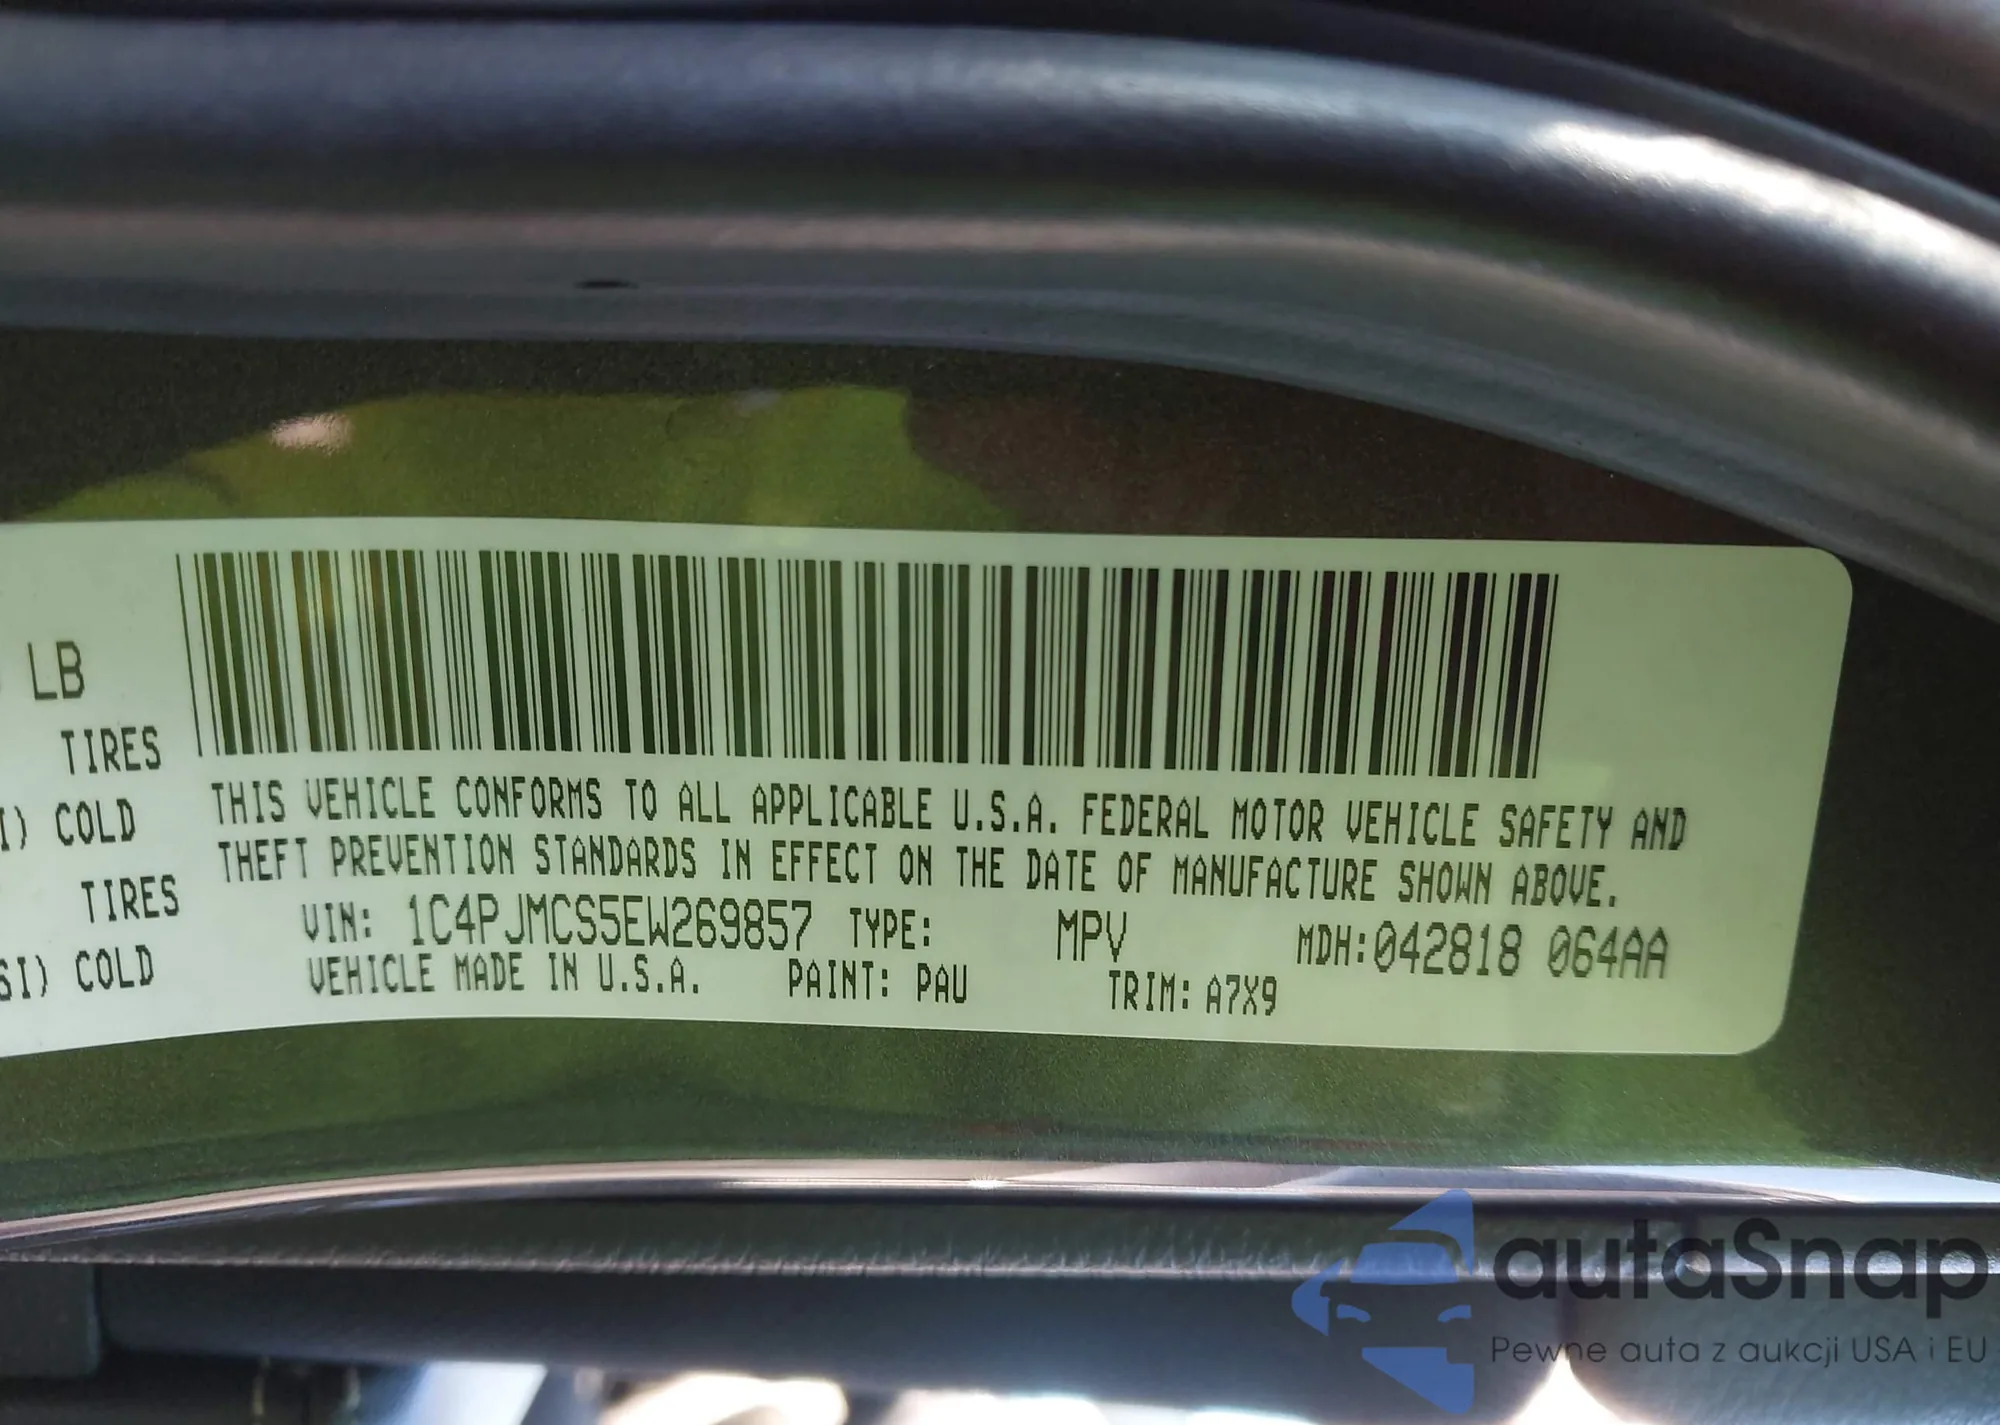 LB
TIRES
I) COLD
TIRES
SI) COLD
THIS VEHICLE CONFORMS TO ALL APPLICABLE U.S.A. FEDERAL MOTOR VEHICLE SAFETY AND
THEFT PREVENTION STANDARDS IN EFFECT ON THE DATE OF MANUFACTURE SHOWN ABOVE.
VIN: 1C4PJMCS5EW269857 TYPE: MPV MDH:042818 064AA
VEHICLE MADE IN U.S.A. PAINT: PAU TRIM: A7X9
autaSnap
Pewne auta z aukcji USA i EU